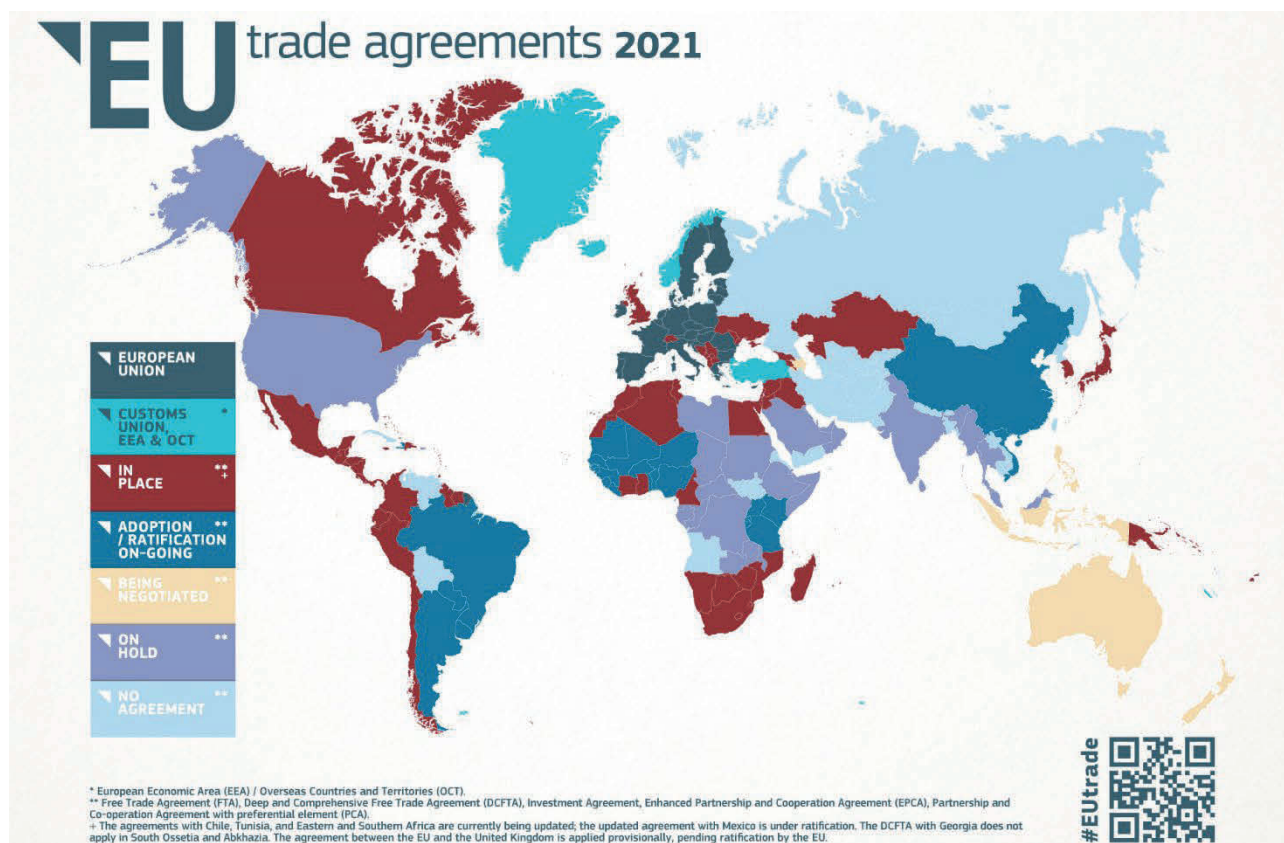 EU trade agreements 2021
EUROPEAN
UNION
CUSTOMS *
UNION,
EEA & OCT
IN **
PLACE +
ADOPTION **
/ RATIFICATION
ON-GOING
BEING
NEGOTIATED **
ON **
HOLD
NO **
AGREEMENT
#EUtrade
* European Economic Area (EEA) / Overseas Countries and Territories (OCT).
** Free Trade Agreement (FTA), Deep and Comprehensive Free Trade Agreement (DCFTA), Investment Agreement, Enhanced Partnership and Cooperation Agreement (EPCA), Partnership and
Co-operation Agreement with preferential element (PCA).
+ The agreements with Chile, Tunisia, and Eastern and Southern Africa are currently being updated; the updated agreement with Mexico is under ratification. The DCFTA with Georgia does not
apply in South Ossetia and Abkhazia. The agreement between the EU and the United Kingdom is applied provisionally, pending ratification by the EU.